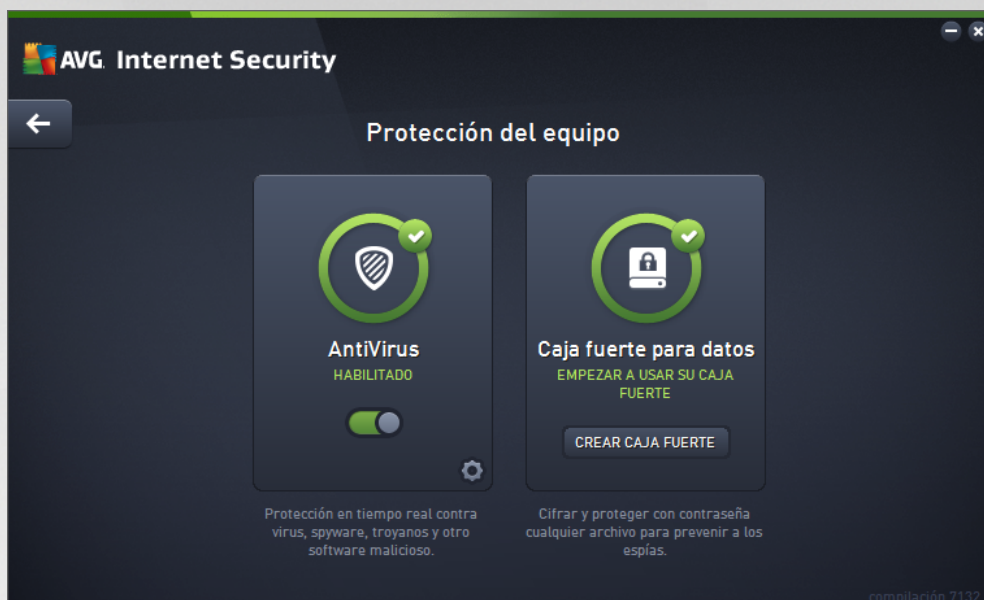 AVG. Internet Security
Protección del equipo
AntiVirus
HABILITADO
Protección en tiempo real contra
virus, spyware, troyanos y otro
software malicioso.
Caja fuerte para datos
EMPEZAR A USAR SU CAJA
FUERTE
CREAR CAJA FUERTE
Cifrar y proteger con contraseña
cualquier archivo para prevenir a los
espías.
compilación 7132